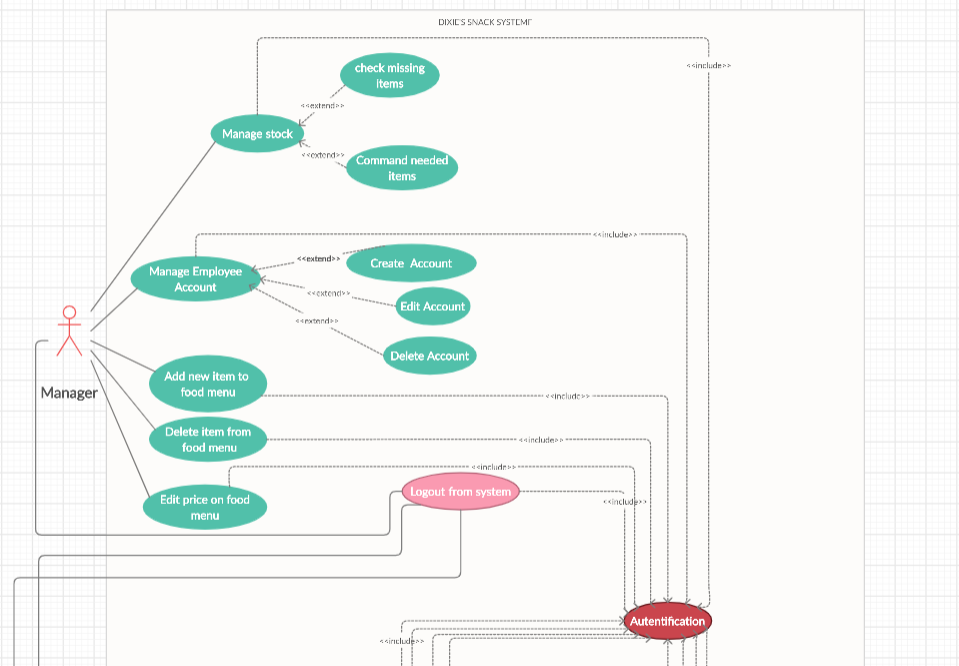 DIXIE'S SNACK SYSTEME
<<include>>
check missing
items
<<extend>>
Manage stock
<<extend>>
Command needed
items
<<include>>
<<extend>>
Create Account
Manage Employee
Account
<<extend>>
Edit Account
<<extend>>
Delete Account
Manager
Add new item to
food menu
<<include>>
Delete item from
food menu
<<include>>
<<include>>
Logout from system
<<include>>
Edit price on food
menu
Autentification
<<include>>